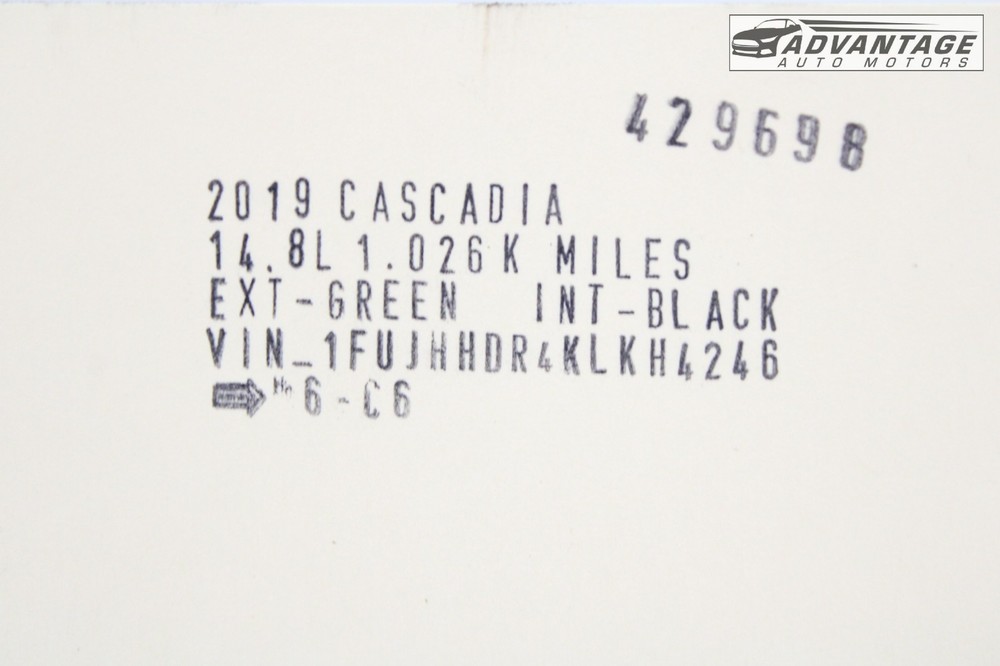 ADVANTAGE
AUTO MOTORS
429698
2019 CASCADIA
14.8L 1.026K MILES
EXT-GREEN INT-BLACK
VIN_1FUJHHDR4KLKH4246
6-C6